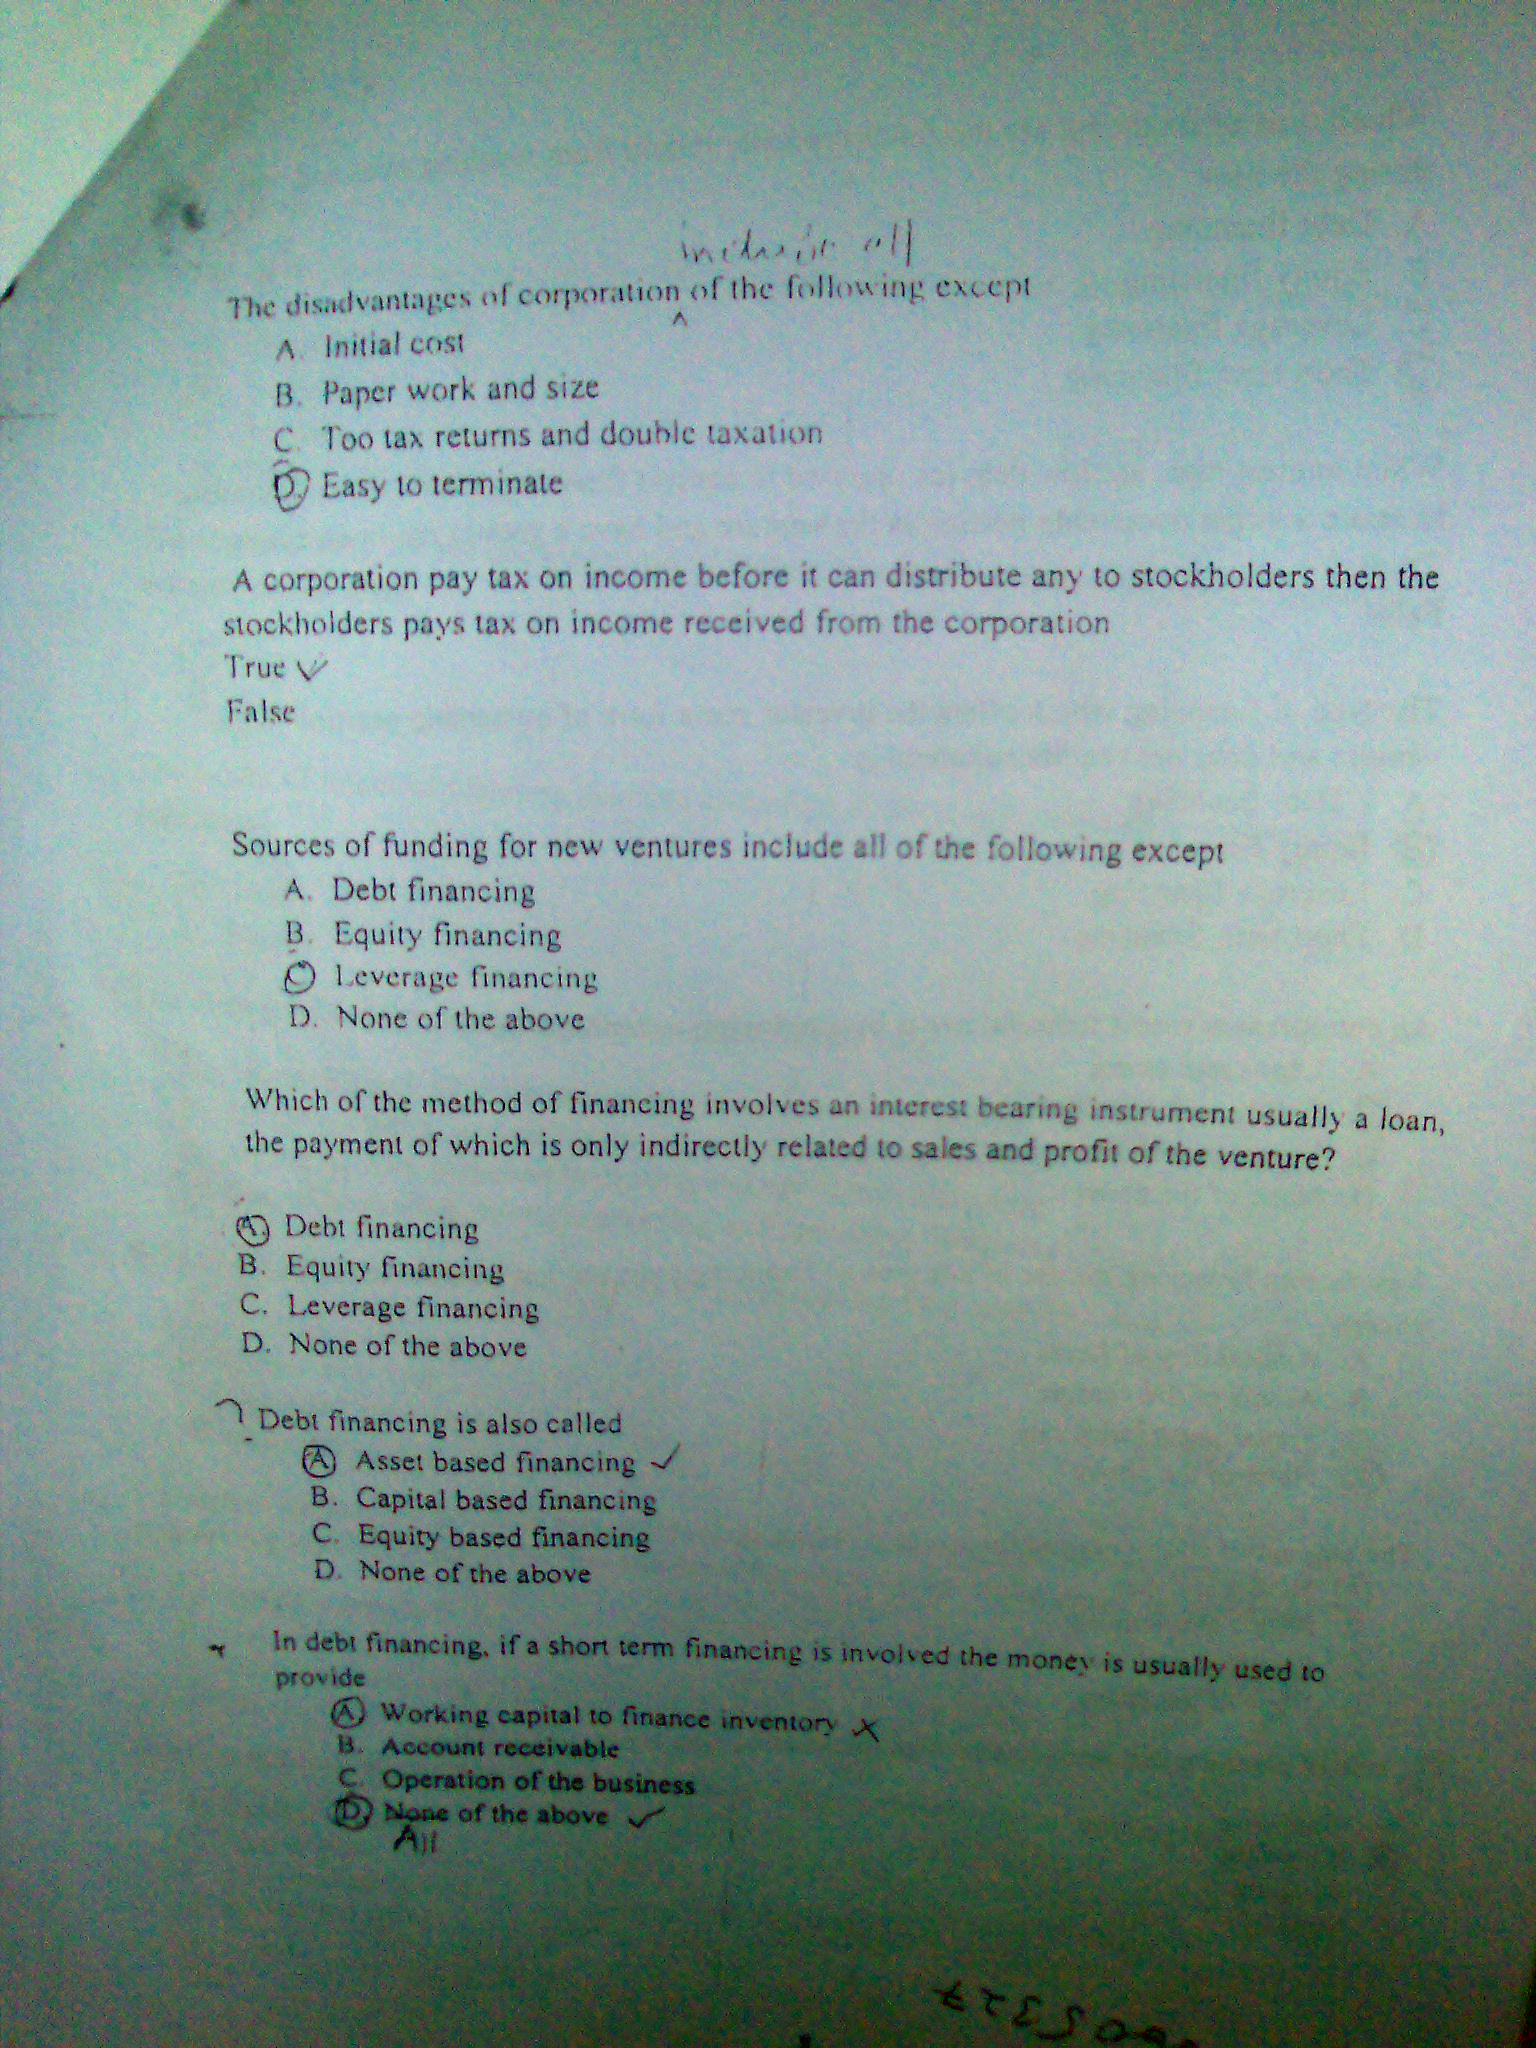 all
The disadvantages of corporation of the following except
A. Initial cost
B. Paper work and size
C. Too tax returns and double taxation
D. Easy to terminate
A corporation pay tax on income before it can distribute any to stockholders then the
stockholders pays tax on income received from the corporation
True
False
Sources of funding for new ventures include all of the following except
A. Debt financing
B. Equity financing
C Leverage financing
D. None of the above
Which of the method of financing involves an interest bearing instrument usually a loan,
the payment of which is only indirectly related to sales and profit of the venture?
A. Debt financing
B. Equity financing
C. Leverage financing
D. None of the above
Debt financing is also called
A Asset based financing
B. Capital based financing
C. Equity based financing
D. None of the above
In debt financing, if a short term financing is involved the money is usually used to
provide
A. Working capital to finance inventory
B. Account receivable
C. Operation of the business
D. None of the above
All